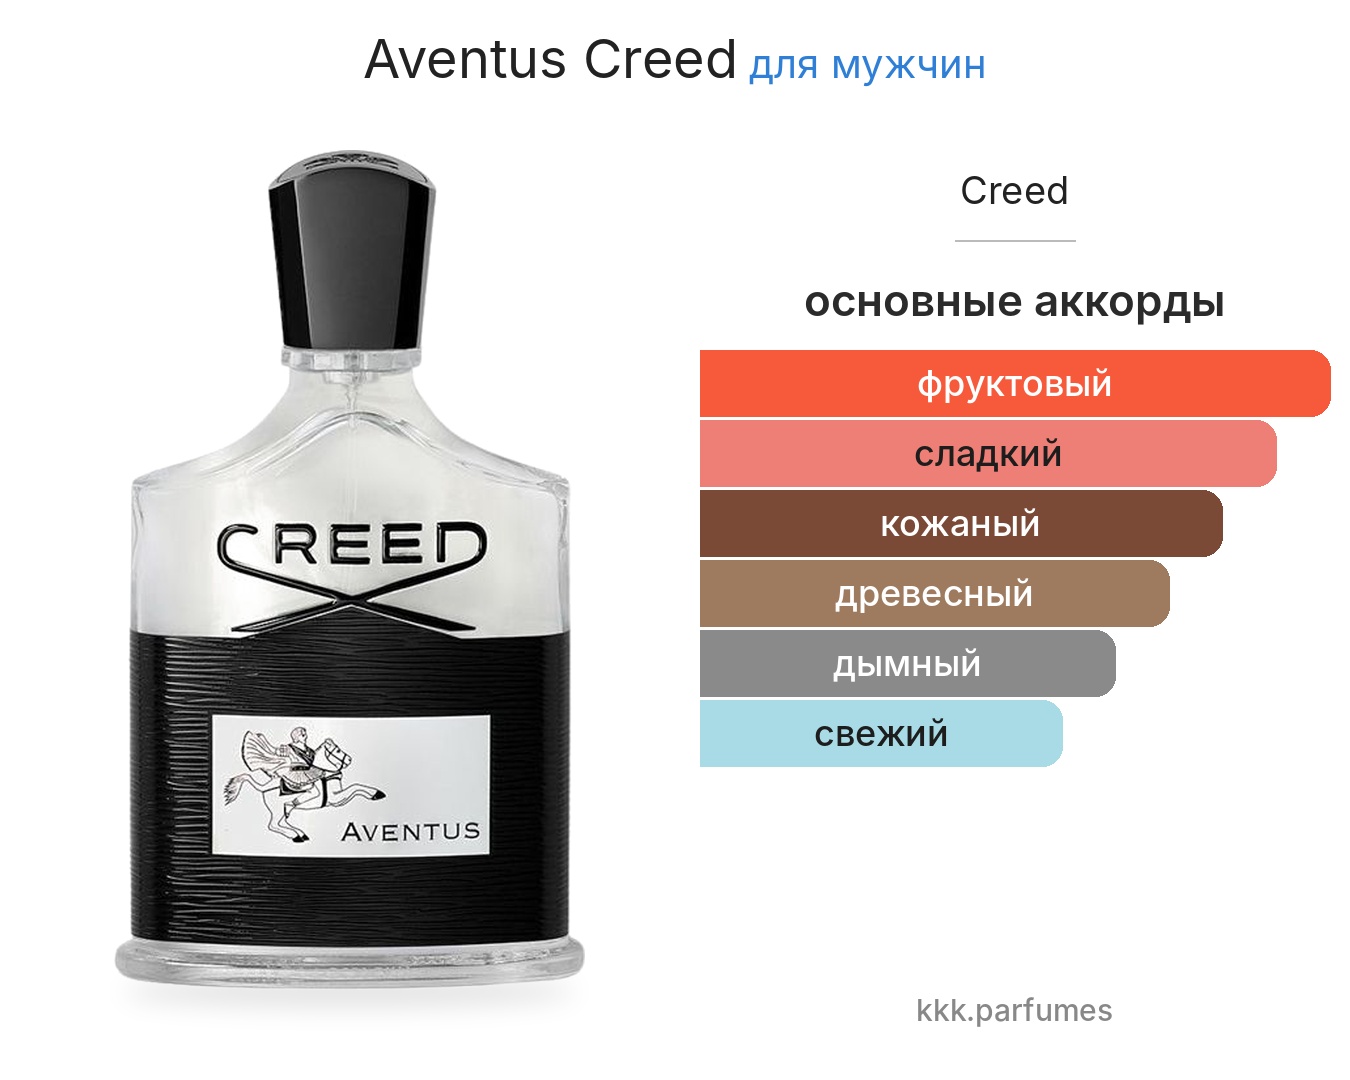 Aventus Creed для мужчин
CREED
AVENTUS
Creed
основные аккорды
фруктовый
сладкий
кожаный
древесный
дымный
свежий
kkk.parfumes